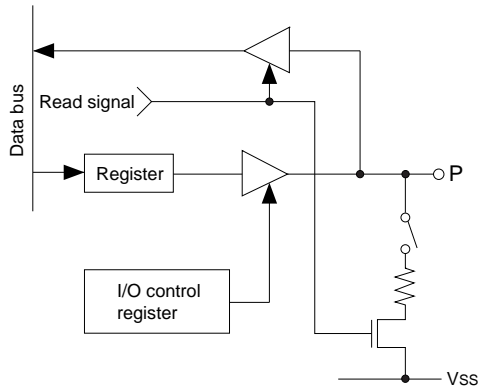 Data bus
Read signal
Register
P
I/O control
register
VSS